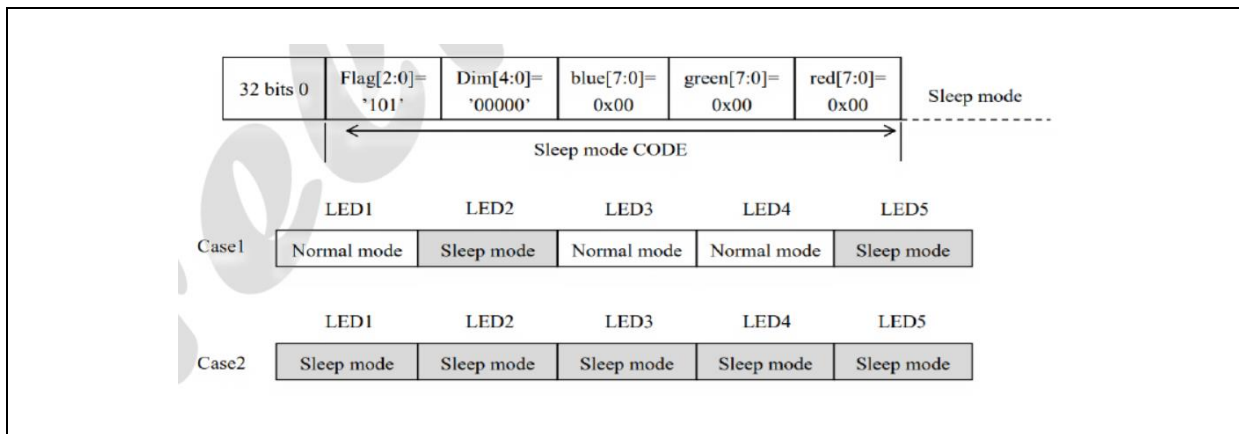 32 bits 0 Flag[2:0]= Dim[4:0]= blue[7:0]= green[7:0]= red[7:0]= Sleep mode
'101' '00000' 0x00 0x00 0x00
Sleep mode CODE
LED1 LED2 LED3 LED4 LED5
Case1 Normal mode Sleep mode Normal mode Normal mode Sleep mode
LED1 LED2 LED3 LED4 LED5
Case2 Sleep mode Sleep mode Sleep mode Sleep mode Sleep mode